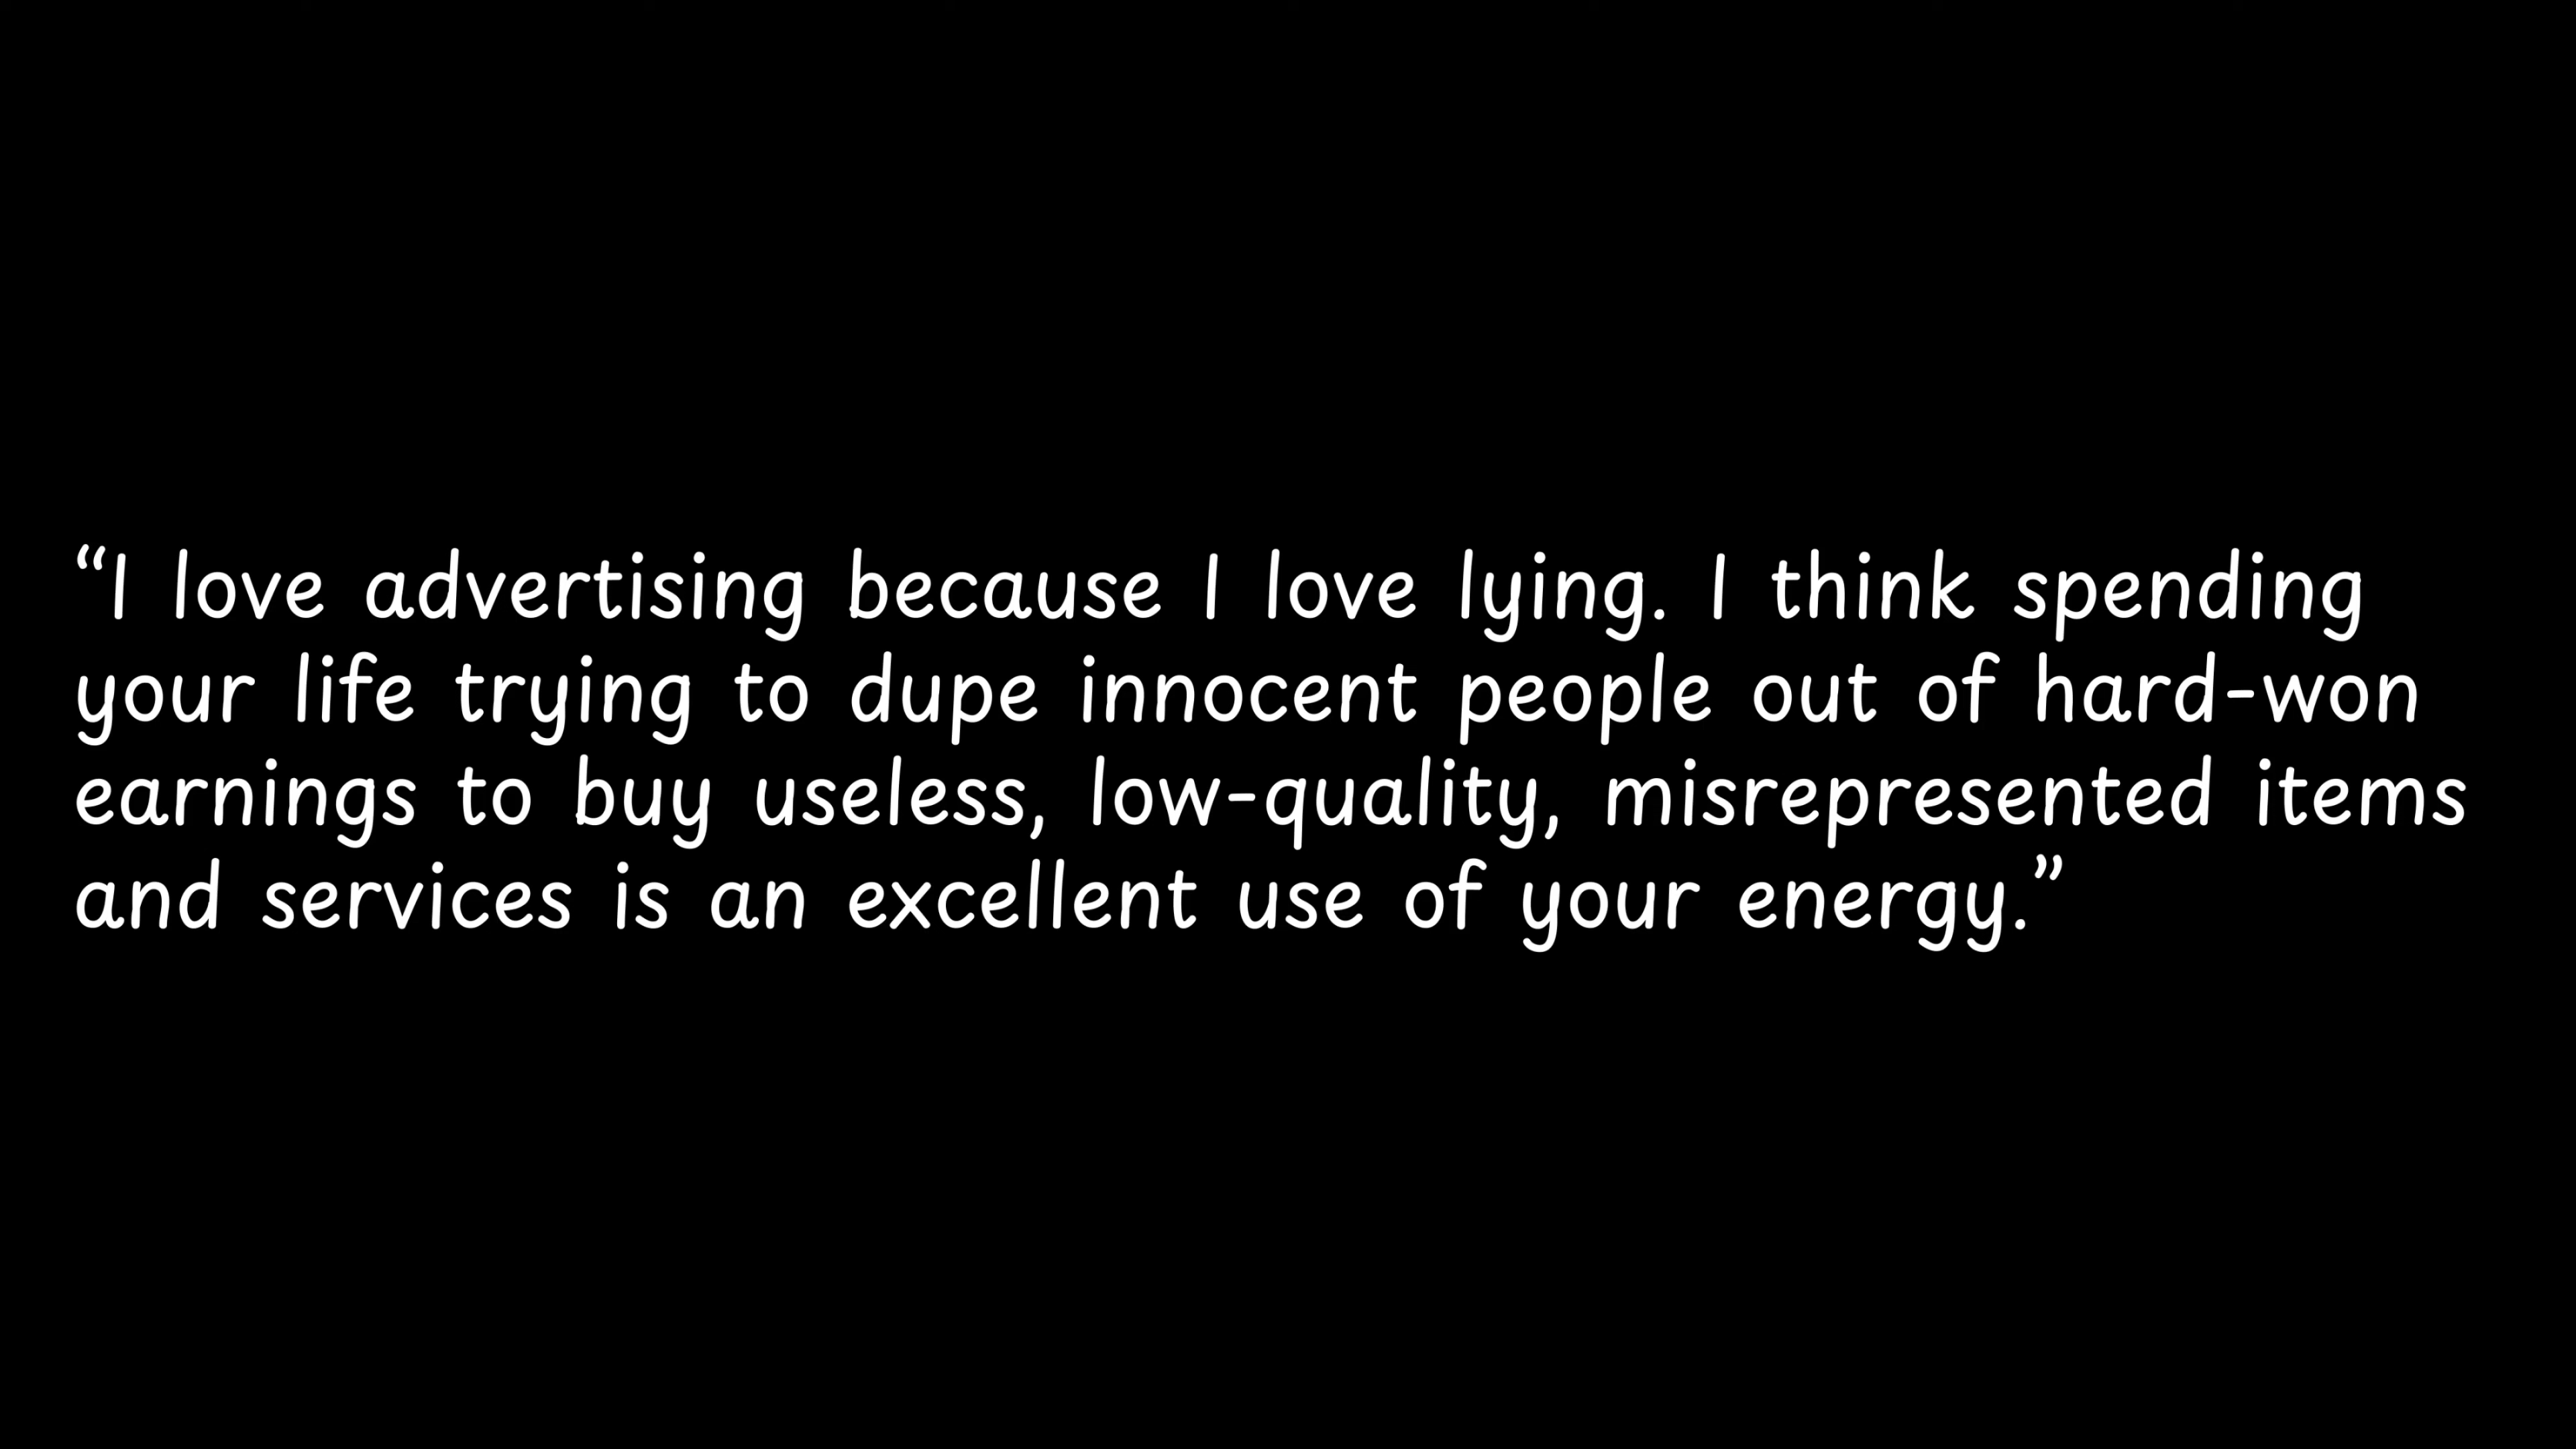 “I love advertising because I love lying. I think spending
your life trying to dupe innocent people out of hard-won
earnings to buy useless, low-quality, misrepresented items
and services is an excellent use of your energy.”